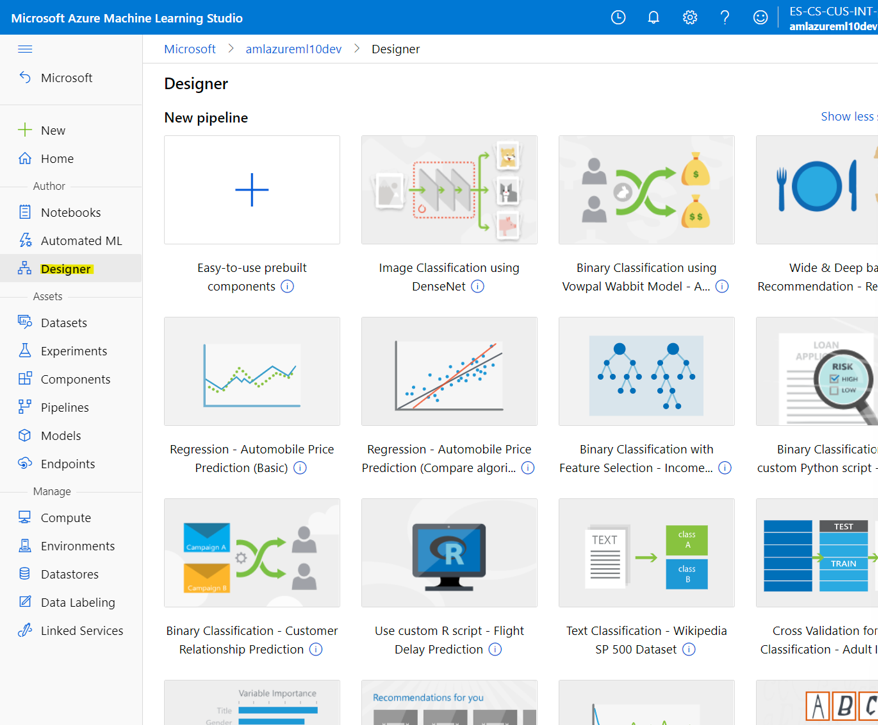 Microsoft Azure Machine Learning Studio
ES-CS-CUS-INT-
amlazureml10dev
Microsoft > amlazureml10dev > Designer
Microsoft
New
Home
Author
Notebooks
Automated ML
Designer
Assets
Datasets
Experiments
Components
Pipelines
Models
Endpoints
Manage
Compute
Environments
Datastores
Data Labeling
Linked Services
Designer
New pipeline
Show less
Easy-to-use prebuilt
components
Image Classification using
DenseNet
$
$ $
Binary Classification using
Vowpal Wabbit Model - A...
Wide & Deep ba
Recommendation - Re
Regression - Automobile Price
Prediction (Basic)
Regression - Automobile Price
Prediction (Compare algori...
Binary Classification with
Feature Selection - Income...
LOAN
APPLIC
RISK
HIGH
LOW
Binary Classificatio
custom Python script -
Campaign A
Campaign B
Binary Classification - Customer
Relationship Prediction
R
Use custom R script - Flight
Delay Prediction
TEXT
class
A
class
B
Text Classification - Wikipedia
SP 500 Dataset
TEST
TRAIN
Cross Validation for
Classification - Adult I
Variable Importance
Title
Gender
Recommendations for you
A B C